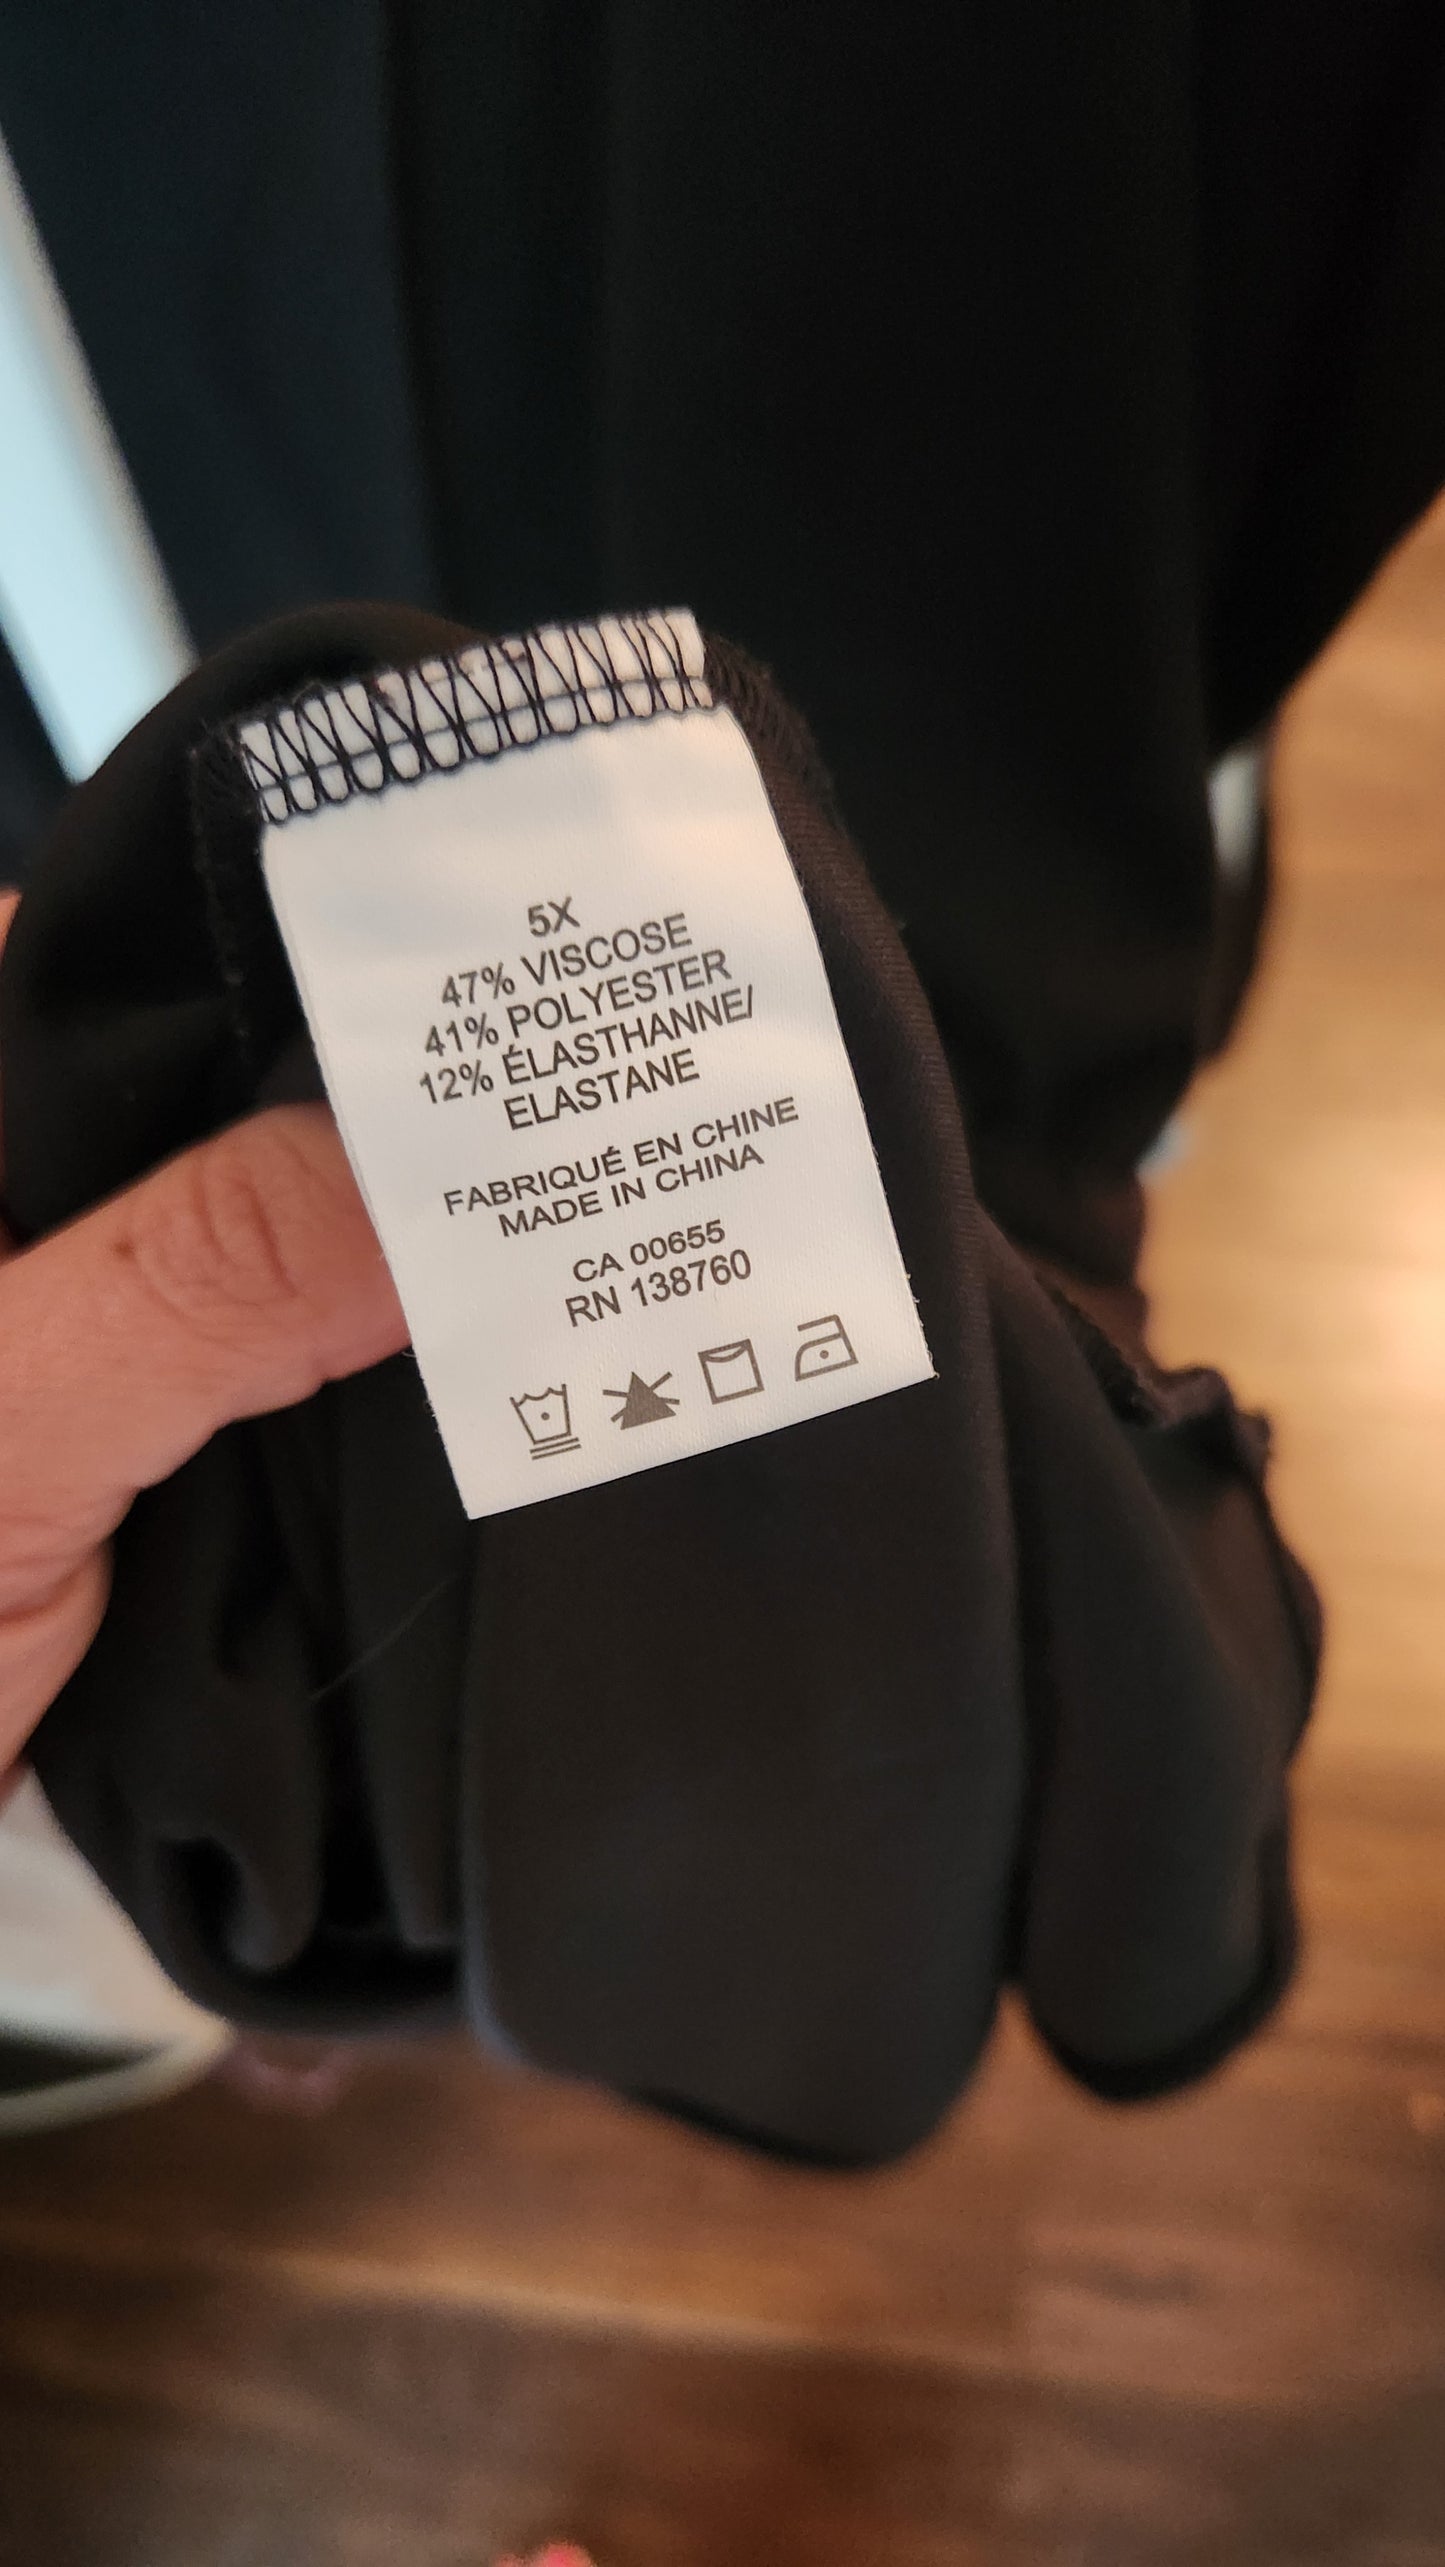 5X
47% VISCOSE
41% POLYESTER
12% ÉLASTHANNE/
ELASTANE
FABRIQUÉ EN CHINE
MADE IN CHINA
CA 00655
RN 138760